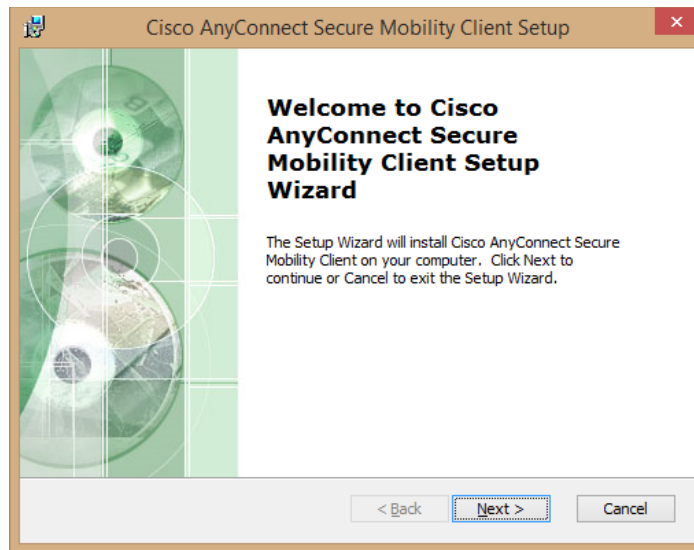 Cisco AnyConnect Secure Mobility Client Setup
Welcome to Cisco
AnyConnect Secure
Mobility Client Setup
Wizard
The Setup Wizard will install Cisco AnyConnect Secure
Mobility Client on your computer.  Click Next to
continue or Cancel to exit the Setup Wizard.
< Back
Next >
Cancel